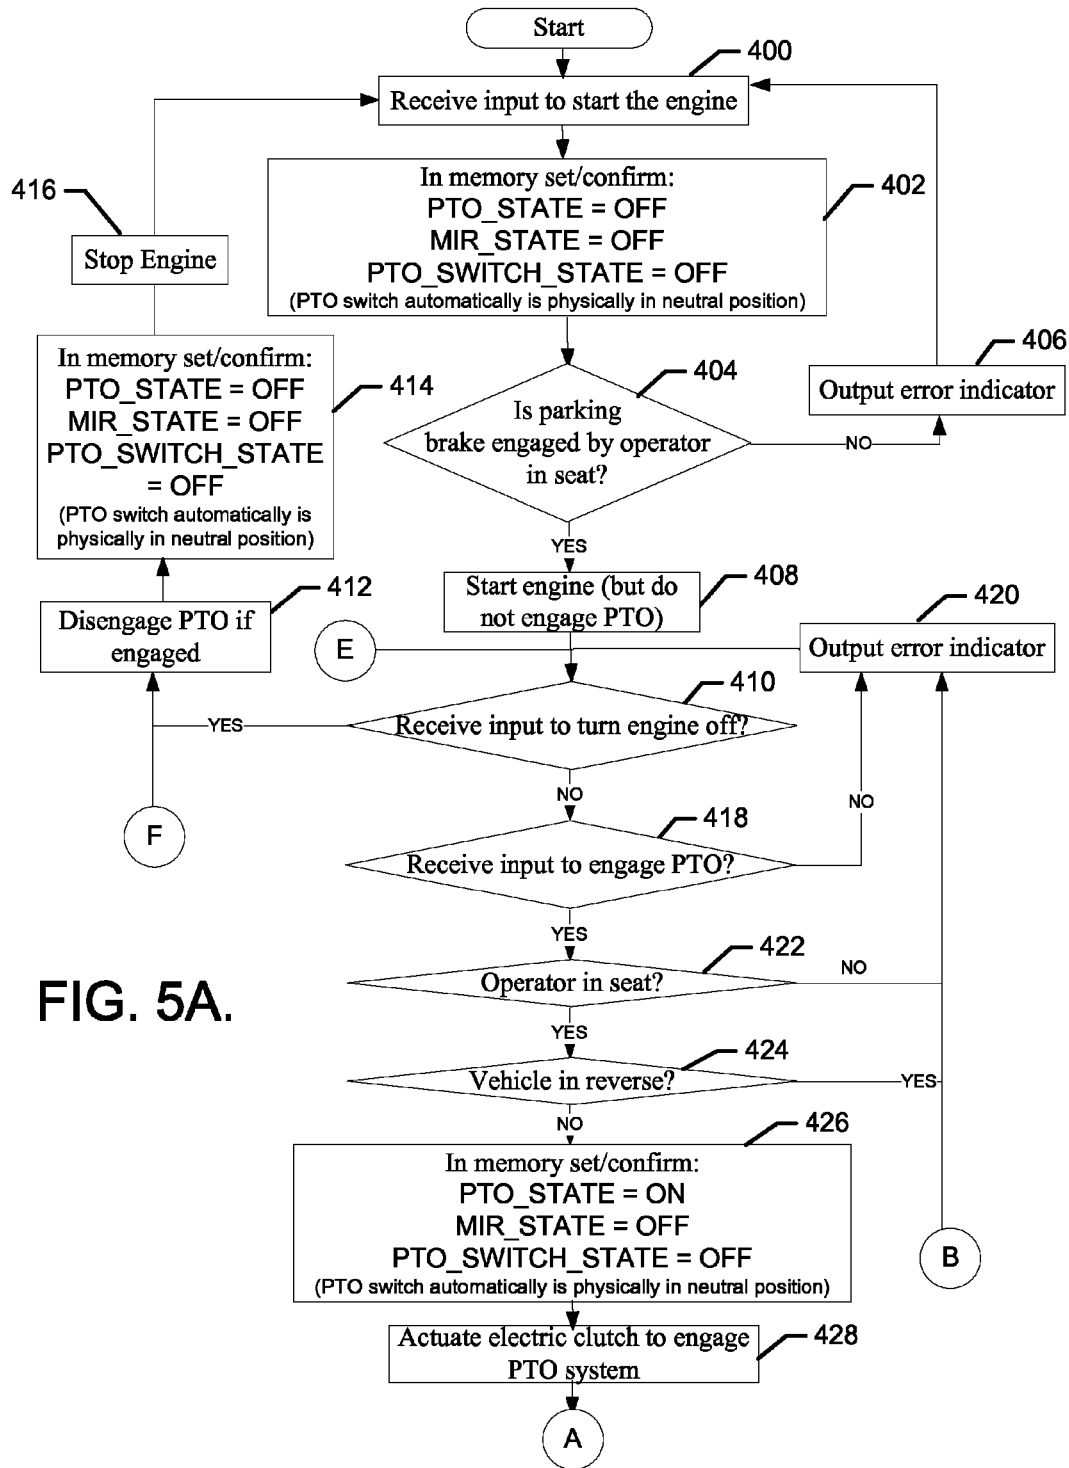 Start
400
Receive input to start the engine
In memory set/confirm:
PTO_STATE = OFF
MIR_STATE = OFF
PTO_SWITCH_STATE = OFF
(PTO switch automatically is physically in neutral position)
402
416
Stop Engine
In memory set/confirm:
PTO_STATE = OFF
MIR_STATE = OFF
PTO_SWITCH_STATE
= OFF
(PTO switch automatically is
physically in neutral position)
414
404
Is parking
brake engaged by operator
in seat?
NO
406
Output error indicator
YES
408
Start engine (but do
not engage PTO)
412
Disengage PTO if
engaged
E
420
Output error indicator
410
Receive input to turn engine off?
YES
NO
F
418
Receive input to engage PTO?
NO
YES
422
Operator in seat?
NO
YES
FIG. 5A.
424
Vehicle in reverse?
YES
NO
426
In memory set/confirm:
PTO_STATE = ON
MIR_STATE = OFF
PTO_SWITCH_STATE = OFF
(PTO switch automatically is physically in neutral position)
B
Actuate electric clutch to engage
PTO system
428
A